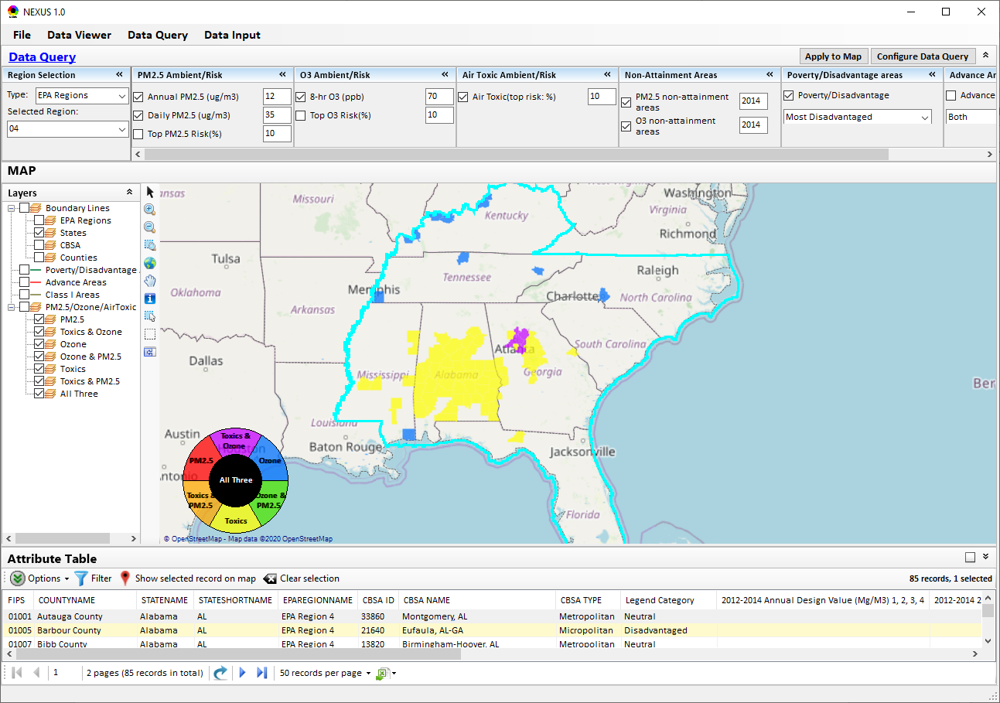 NEXUS 1.0
File Data Viewer Data Query Data Input
Data Query
Apply to Map Configure Data Query
Region Selection
PM2.5 Ambient/Risk
O3 Ambient/Risk
Air Toxic Ambient/Risk
Non-Attainment Areas
Poverty/Disadvantage areas
Advance Ar
Type: EPA Regions
Selected Region:
04
Annual PM2.5 (ug/m3) 12
Daily PM2.5 (ug/m3) 35
Top PM2.5 Risk(%) 10
8-hr O3 (ppb) 70
Top O3 Risk(%) 10
Air Toxic(top risk: %) 10
PM2.5 non-attainment
areas
2014
O3 non-attainment
areas
2014
Poverty/Disadvantage
Most Disadvantaged
Advance
Both
MAP
Layers
Boundary Lines
EPA Regions
States
CBSA
Counties
Poverty/Disadvantage
Advance Areas
Class I Areas
PM2.5/Ozone/AirToxic
PM2.5
Toxics & Ozone
Ozone
Ozone & PM2.5
Toxics
Toxics & PM2.5
All Three
nsas
Missouri
Kentucky
Washington
Virginia
Richmond
Tulsa
Oklahoma
Tennessee
Raleigh
Memphis
Charlotte
North Carolina
Arkansas
Dallas
Atlanta
South Carolina
Mississippi
Alabama
Georgia
Ber
Louisiana
Austin
Baton Rouge
Jacksonville
Houston
ntonio
Florida
Toxics &
Ozone
PM2.5
Ozone
All Three
Toxics &
PM2.5
Ozone &
PM2.5
Toxics
© OpenStreetMap - Map data ©2020 OpenStreetMap
Attribute Table
Options Filter Show selected record on map Clear selection
85 records, 1 selected
FIPS COUNTYNAME STATENAME STATESHORTNAME EPAREGIONNAME CBSA ID CBSA NAME CBSA TYPE Legend Category 2012-2014 Annual Design Value (Mg/M3) 1, 2, 3, 4 2012-2014 2
01001 Autauga County Alabama AL EPA Region 4 33860 Montgomery, AL Metropolitan Neutral
01005 Barbour County Alabama AL EPA Region 4 21640 Eufaula, AL-GA Micropolitan Disadvantaged
01007 Bibb County Alabama AL EPA Region 4 13820 Birmingham-Hoover, AL Metropolitan Neutral
1 2 pages (85 records in total) 50 records per page